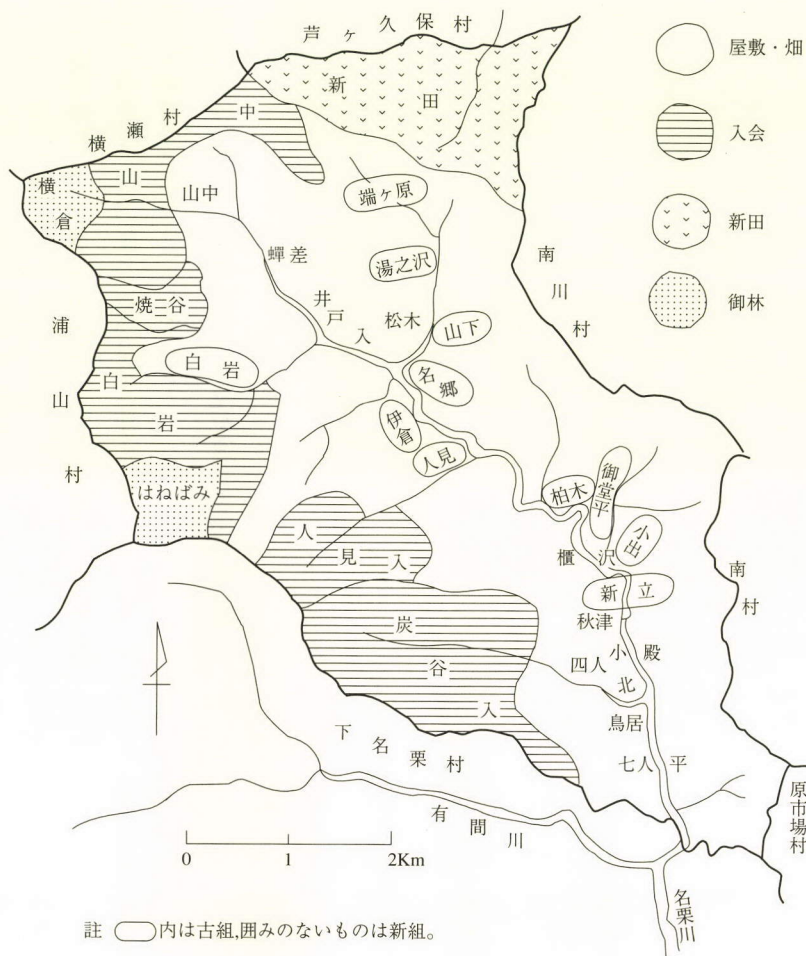 芦ヶ久保村
屋敷・畑
新田
中
横瀬村
入会
山
横倉
山中
端ヶ原
新田
蟬差
湯之沢
南川村
御林
焼谷
井戸入
松木
山下
浦山村
白岩
名郷
白岩
伊倉
人見
はねばみ
柏木
御堂平
人見入
櫃沢
小出
新立
南村
炭谷入
秋津
小殿
四人
北
鳥居
下名栗村
七人平
原市場村
有間川
0 1 2Km
名栗川
註 内は古組,囲みのないものは新組。